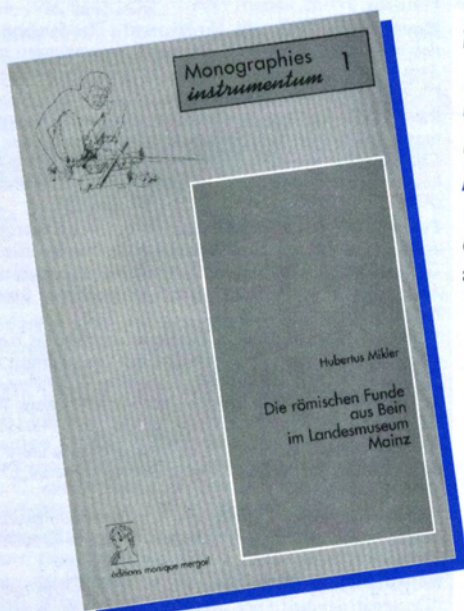 Monographies
instrumentum
1
Hubertus Mikler
Die römischen Funde
aus Bein
im Landesmuseum
Mainz
éditions monique mergoil